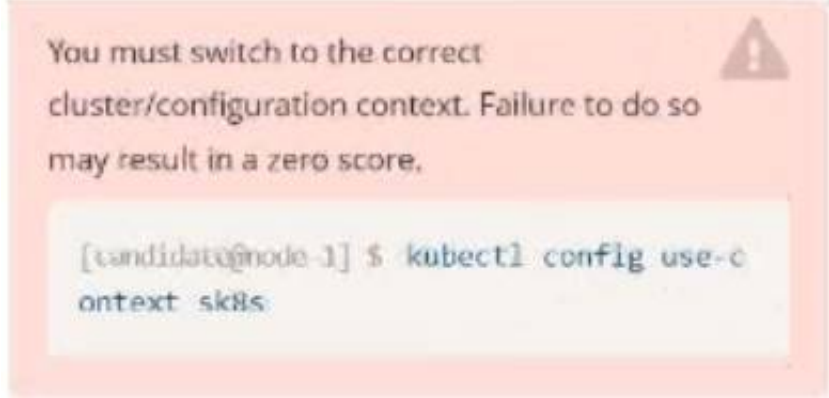 You must switch to the correct
cluster/configuration context. Failure to do so
may result in a zero score.
[candidate@node-1] $ kubectl config use-c
ontext sk8s